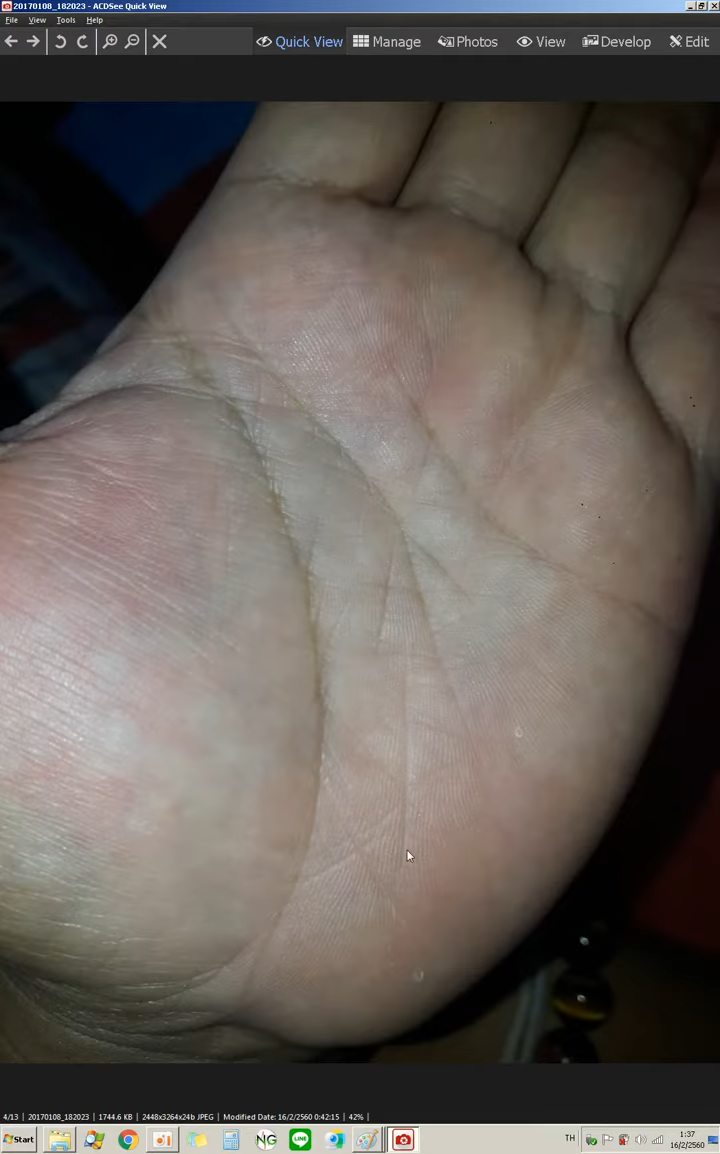 20170108_182023 - ACDSee Quick View
File View Tools Help
Quick View Manage Photos View Develop Edit
4/13 | 20170108_182023 | 1744.6 KB | 2448x3264x24b JPEG | Modified Date: 16/2/2560 0:42:15 | 42% |
Start NG LINE TH 1:37
16/2/2560